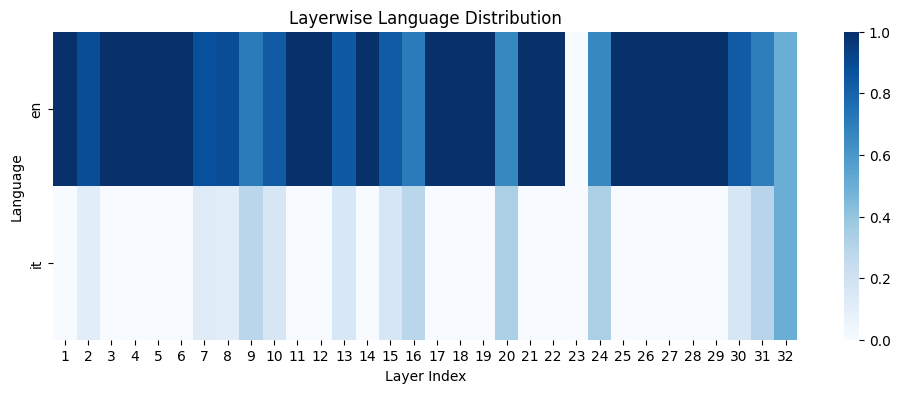 Layerwise Language Distribution
Language
en
it
1 2 3 4 5 6 7 8 9 10 11 12 13 14 15 16 17 18 19 20 21 22 23 24 25 26 27 28 29 30 31 32
Layer Index
1.0
0.8
0.6
0.4
0.2
0.0